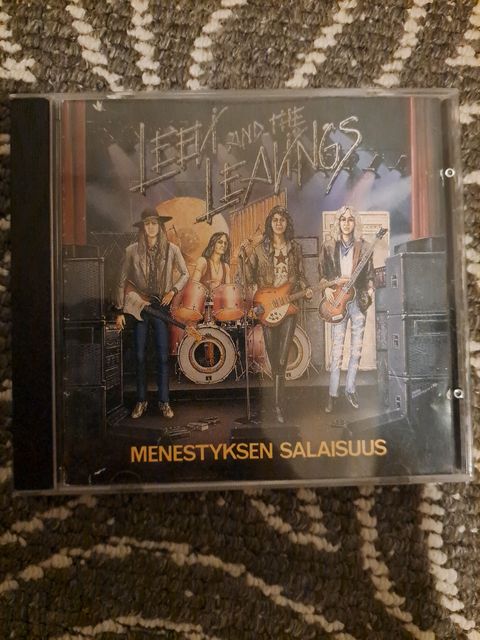 LEEVI AND THE
LEAVINGS
MENESTYKSEN SALAISUUS